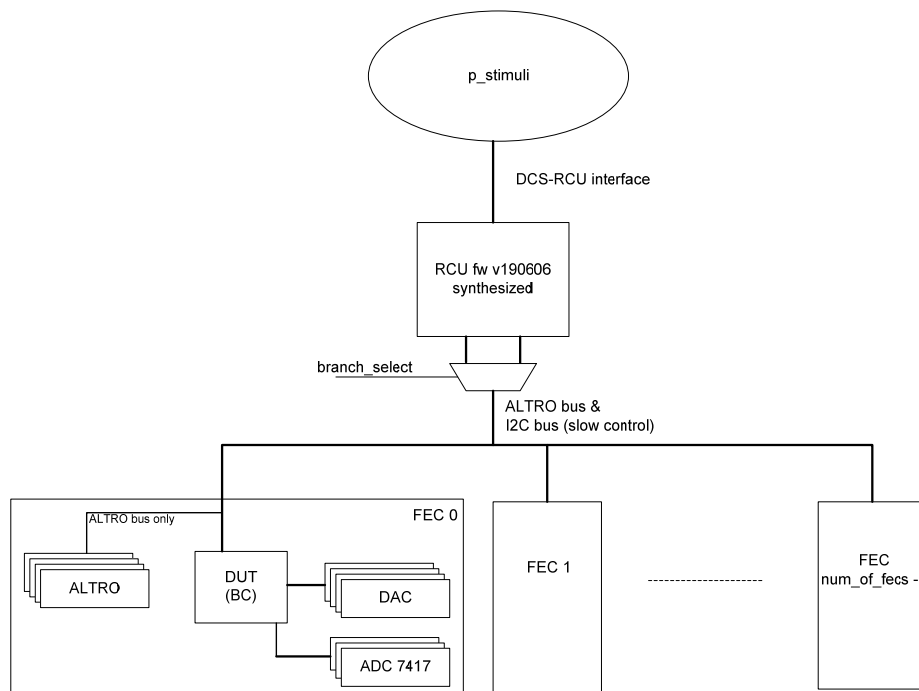 p_stimuli
DCS-RCU interface
RCU fw v190606
synthesized
branch_select
ALTRO bus &
I2C bus (slow control)
ALTRO bus only
FEC 0
ALTRO
DUT
(BC)
DAC
ADC 7417
FEC 1
FEC
num_of_fecs -